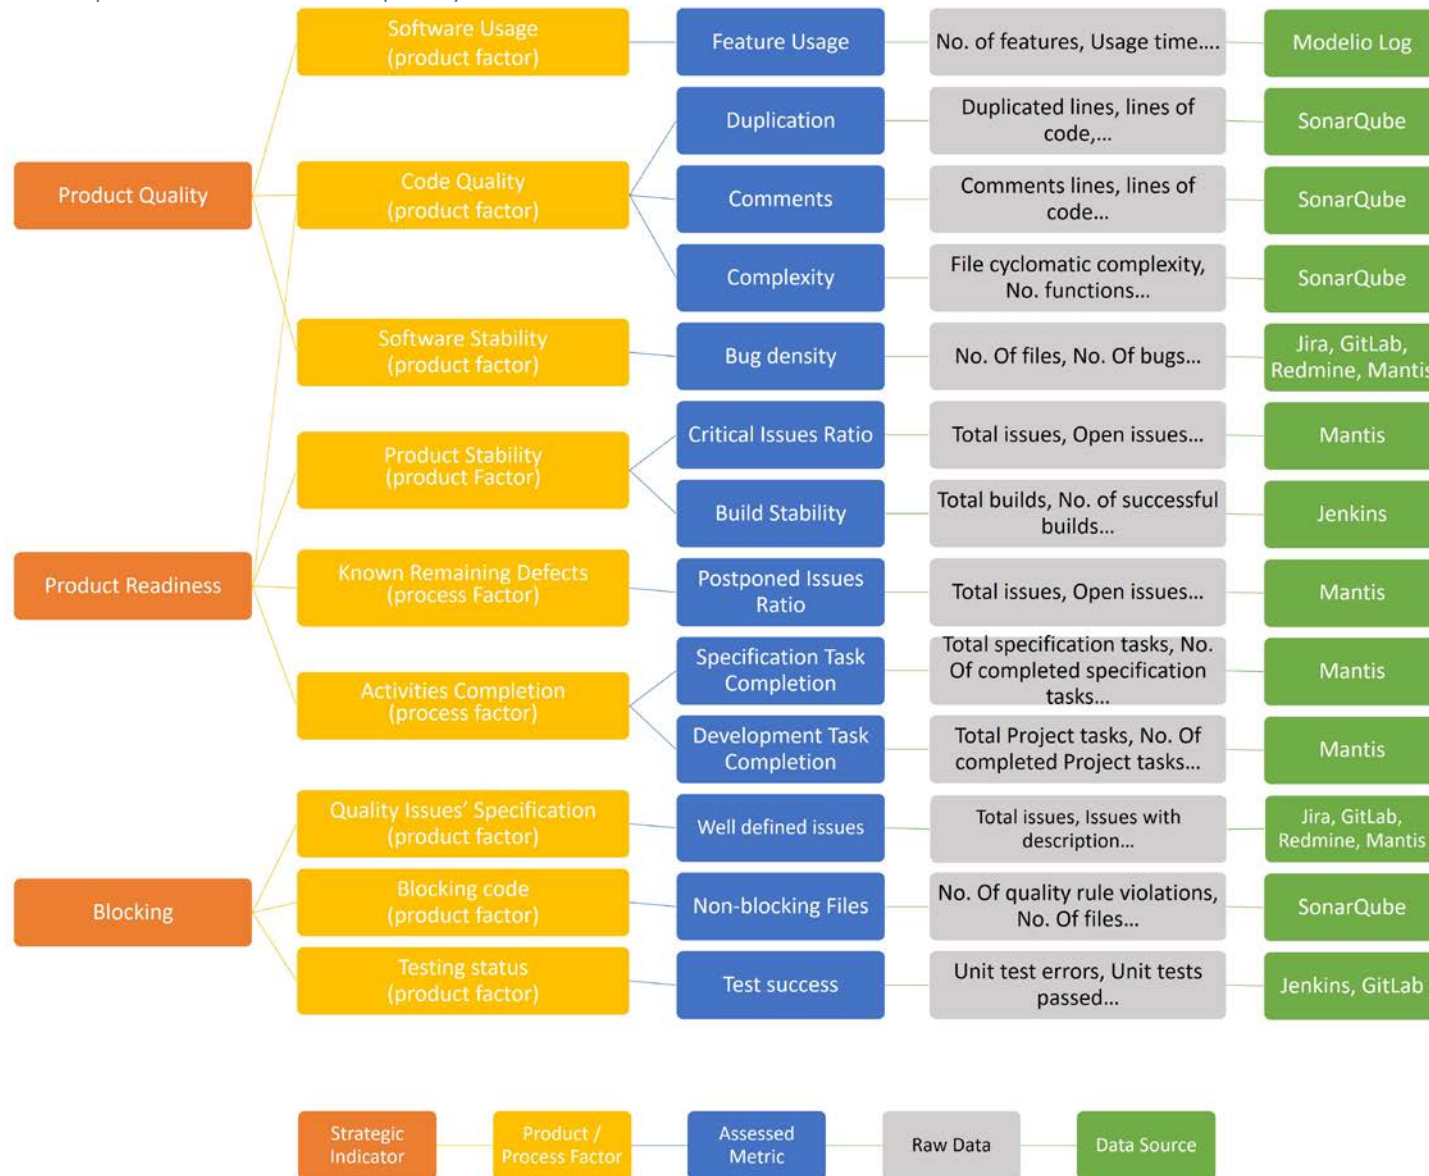 Software Usage
(product factor)
Feature Usage
No. of features, Usage time....
Modelio Log
Duplication
Duplicated lines, lines of
code,...
SonarQube
Product Quality
Code Quality
(product factor)
Comments
Comments lines, lines of
code...
SonarQube
Complexity
File cyclomatic complexity,
No. functions...
SonarQube
Software Stability
(product factor)
Bug density
No. Of files, No. Of bugs...
Jira, GitLab,
Redmine, Mantis
Product Stability
(product Factor)
Critical Issues Ratio
Total issues, Open issues...
Mantis
Build Stability
Total builds, No. of successful
builds...
Jenkins
Product Readiness
Known Remaining Defects
(process Factor)
Postponed Issues
Ratio
Total issues, Open issues...
Mantis
Activities Completion
(process factor)
Specification Task
Completion
Total specification tasks, No.
Of completed specification
tasks...
Mantis
Development Task
Completion
Total Project tasks, No. Of
completed Project tasks...
Mantis
Quality Issues’ Specification
(product factor)
Well defined issues
Total issues, Issues with
description...
Jira, GitLab,
Redmine, Mantis
Blocking
Blocking code
(product factor)
Non-blocking Files
No. Of quality rule violations,
No. Of files...
SonarQube
Testing status
(product factor)
Test success
Unit test errors, Unit tests
passed...
Jenkins, GitLab
Strategic
Indicator
Product /
Process Factor
Assessed
Metric
Raw Data
Data Source